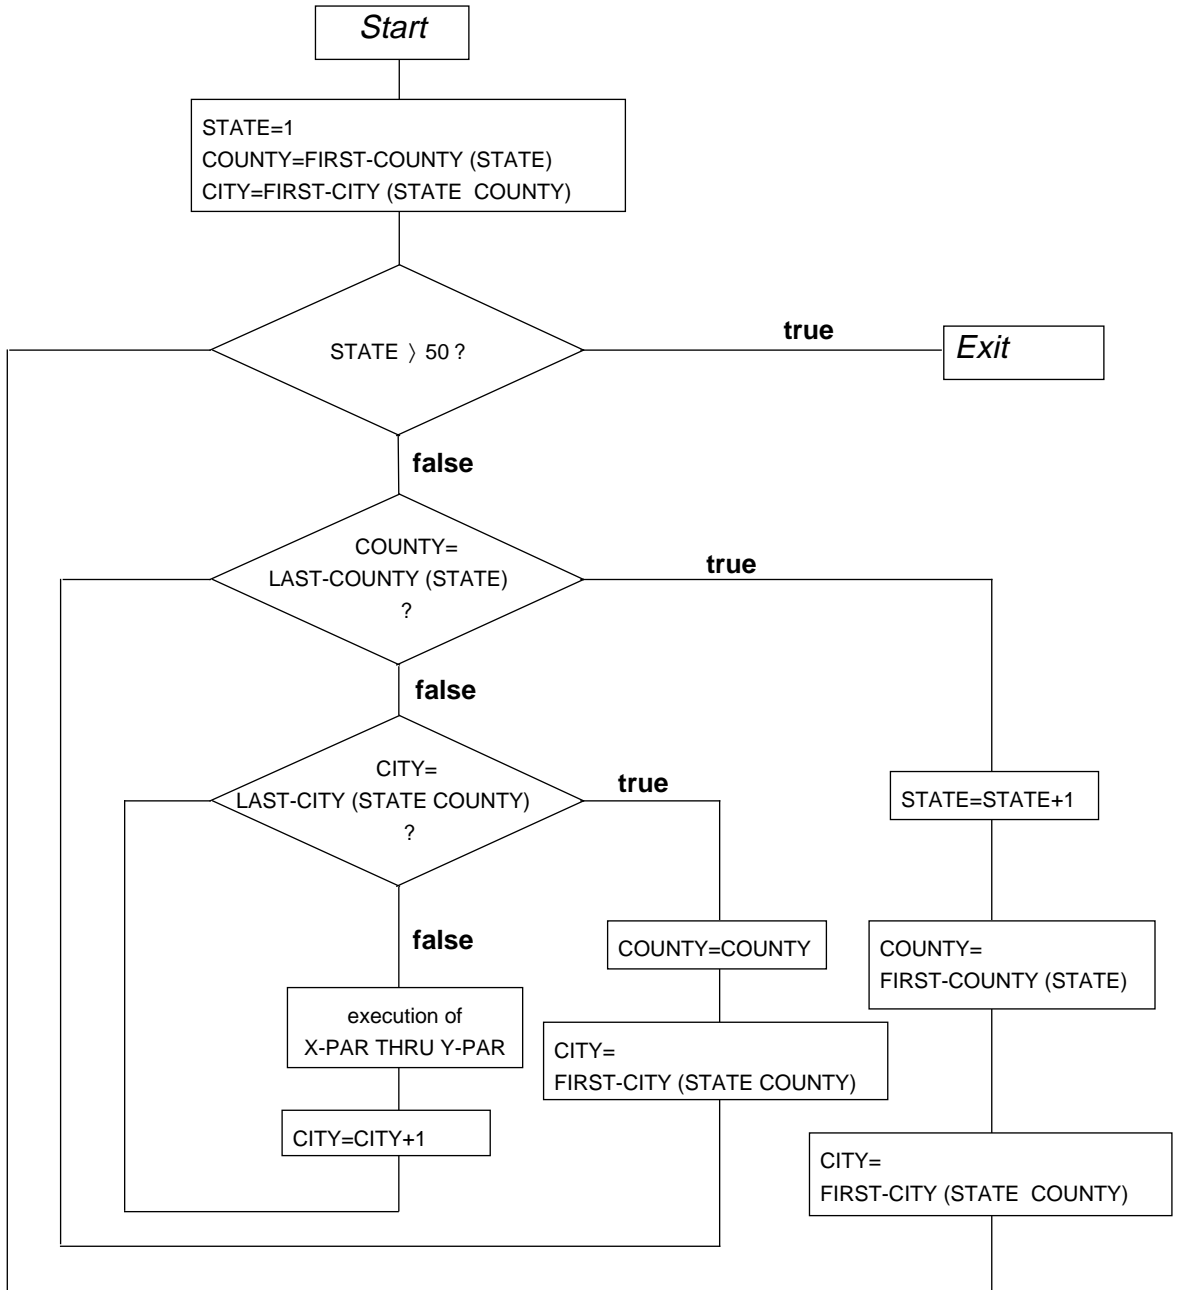 Start
STATE=1
COUNTY=FIRST-COUNTY (STATE)
CITY=FIRST-CITY (STATE COUNTY)
STATE 〉 50 ?
true
Exit
false
COUNTY=
LAST-COUNTY (STATE)
?
true
false
CITY=
LAST-CITY (STATE COUNTY)
?
true
STATE=STATE+1
false
COUNTY=COUNTY
COUNTY=
FIRST-COUNTY (STATE)
execution of
X-PAR THRU Y-PAR
CITY=
FIRST-CITY (STATE COUNTY)
CITY=CITY+1
CITY=
FIRST-CITY (STATE COUNTY)